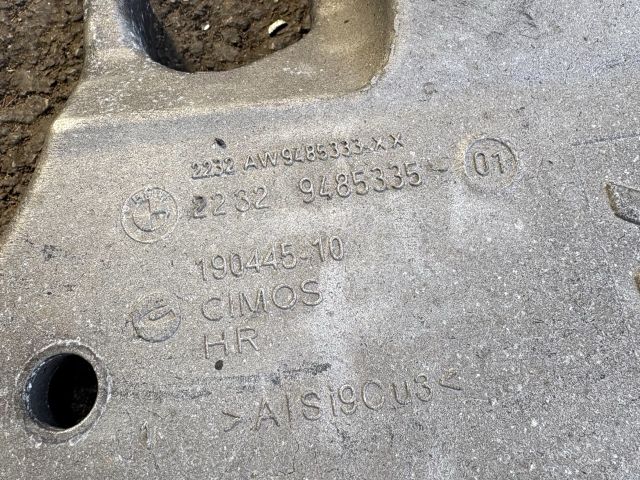 2232 AW9485333-XX
2232 9485335- 01
190445-10
CIMOS
HR
>AlSi9Cu3<